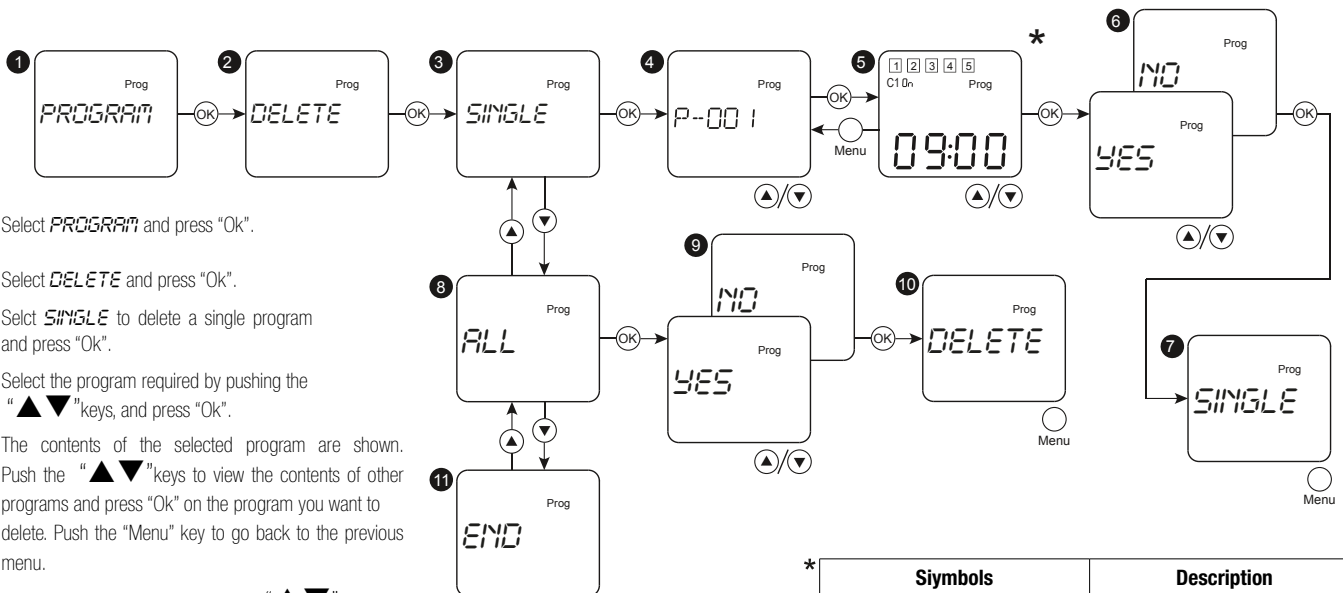 1
Prog
PROGRAM
OK
2
Prog
DELETE
OK
3
Prog
SINGLE
OK
4
Prog
P-001
▲/▼
OK
Menu
5
*
1 2 3 4 5
C1 On Prog
09:00
▲/▼
OK
6
Prog
NO
Prog
YES
▲/▼
OK
7
Prog
SINGLE
Menu
▲
▼
8
Prog
ALL
OK
9
Prog
NO
Prog
YES
▲/▼
OK
10
Prog
DELETE
Menu
▲
▼
11
Prog
END
Select PROGRAM and press “Ok”.
Select DELETE and press “Ok”.
Selct SINGLE to delete a single program
and press “Ok”.
Select the program required by pushing the
“▲ ▼”keys, and press “Ok”.
The contents of the selected program are shown.
Push the “▲ ▼”keys to view the contents of other
programs and press “Ok” on the program you want to
delete. Push the “Menu” key to go back to the previous
menu.
* Siymbols Description